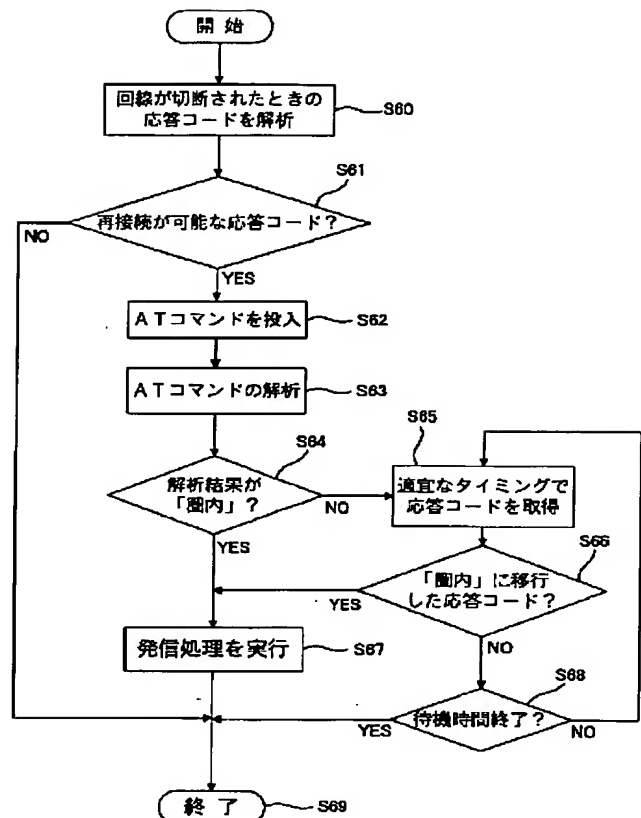 開 始
回線が切断されたときの
応答コードを解析
S60
S61
再接続が可能な応答コード？
NO
YES
ＡＴコマンドを投入
S62
ＡＴコマンドの解析
S63
S64
解析結果が
「圏内」？
NO
YES
S65
適宜なタイミングで
応答コードを取得
S66
「圏内」に移行
した応答コード？
YES
NO
発信処理を実行
S67
S68
待機時間終了？
YES
NO
終 了
S69